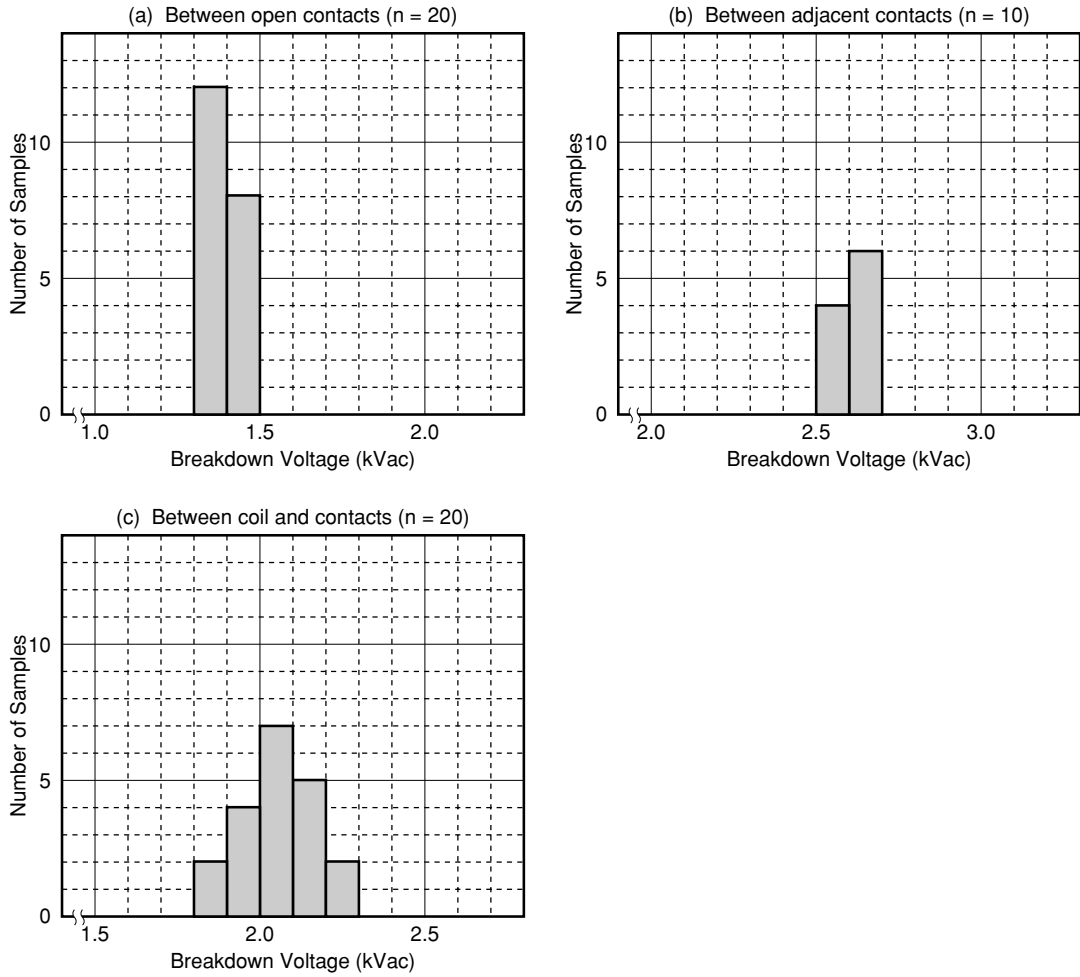 (a) Between open contacts (n = 20)
Number of Samples
10
5
0
1.0 1.5 2.0
Breakdown Voltage (kVac)
(b) Between adjacent contacts (n = 10)
Number of Samples
10
5
0
2.0 2.5 3.0
Breakdown Voltage (kVac)
(c) Between coil and contacts (n = 20)
Number of Samples
10
5
0
1.5 2.0 2.5
Breakdown Voltage (kVac)